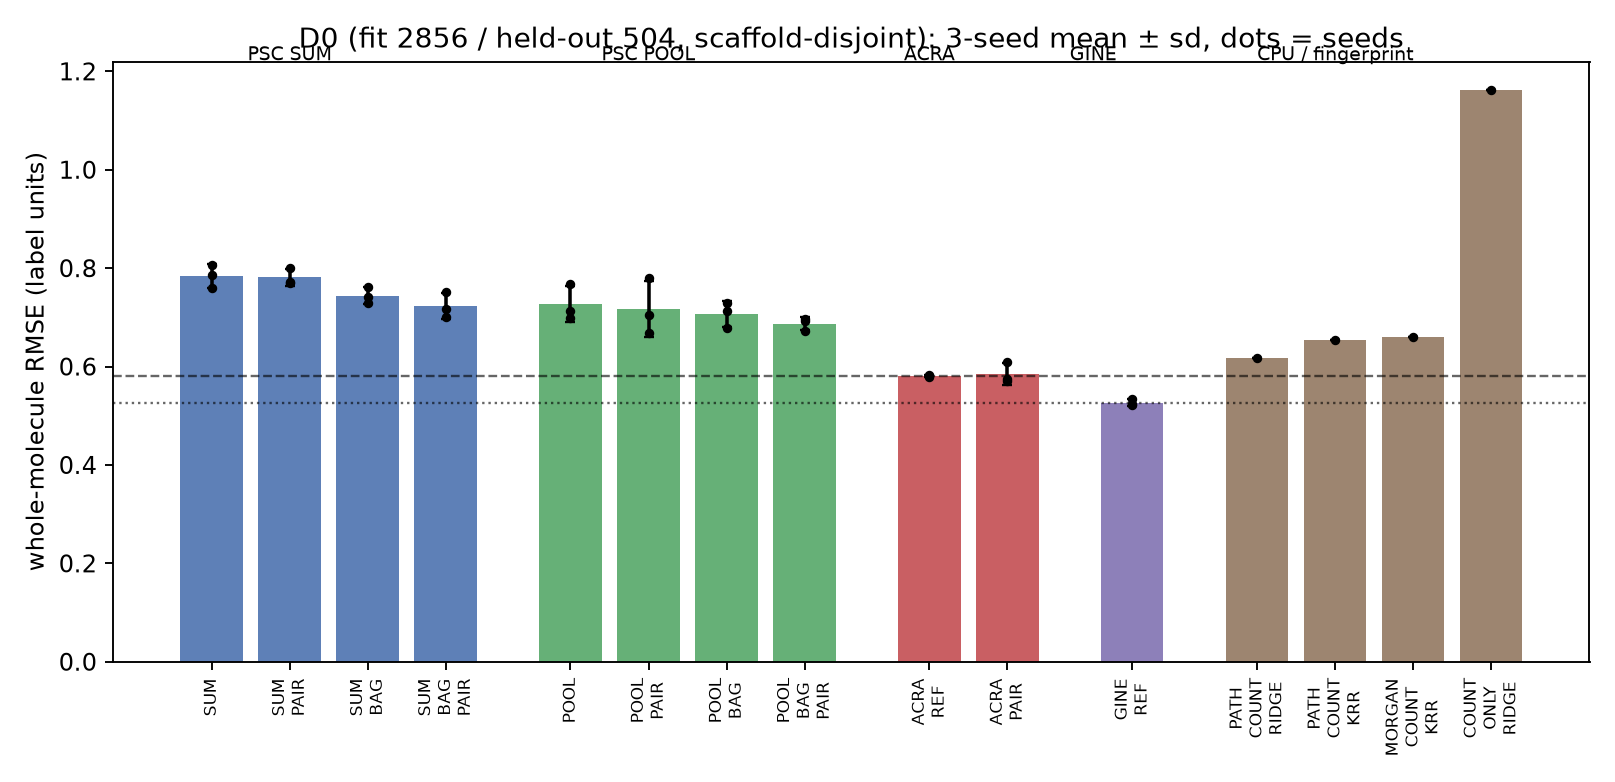 D0 (fit 2856 / held-out 504, scaffold-disjoint): 3-seed mean ± sd, dots = seeds
PSC SUM
PSC POOL
ACRA
GINE
CPU / fingerprint
whole-molecule RMSE (label units)
1.2
1.0
0.8
0.6
0.4
0.2
0.0
SUM
SUM
PAIR
SUM
BAG
SUM
BAG
PAIR
POOL
POOL
PAIR
POOL
BAG
POOL
BAG
PAIR
ACRA
REF
ACRA
PAIR
GINE
REF
PATH
COUNT
RIDGE
PATH
COUNT
KRR
MORGAN
COUNT
KRR
COUNT
ONLY
RIDGE